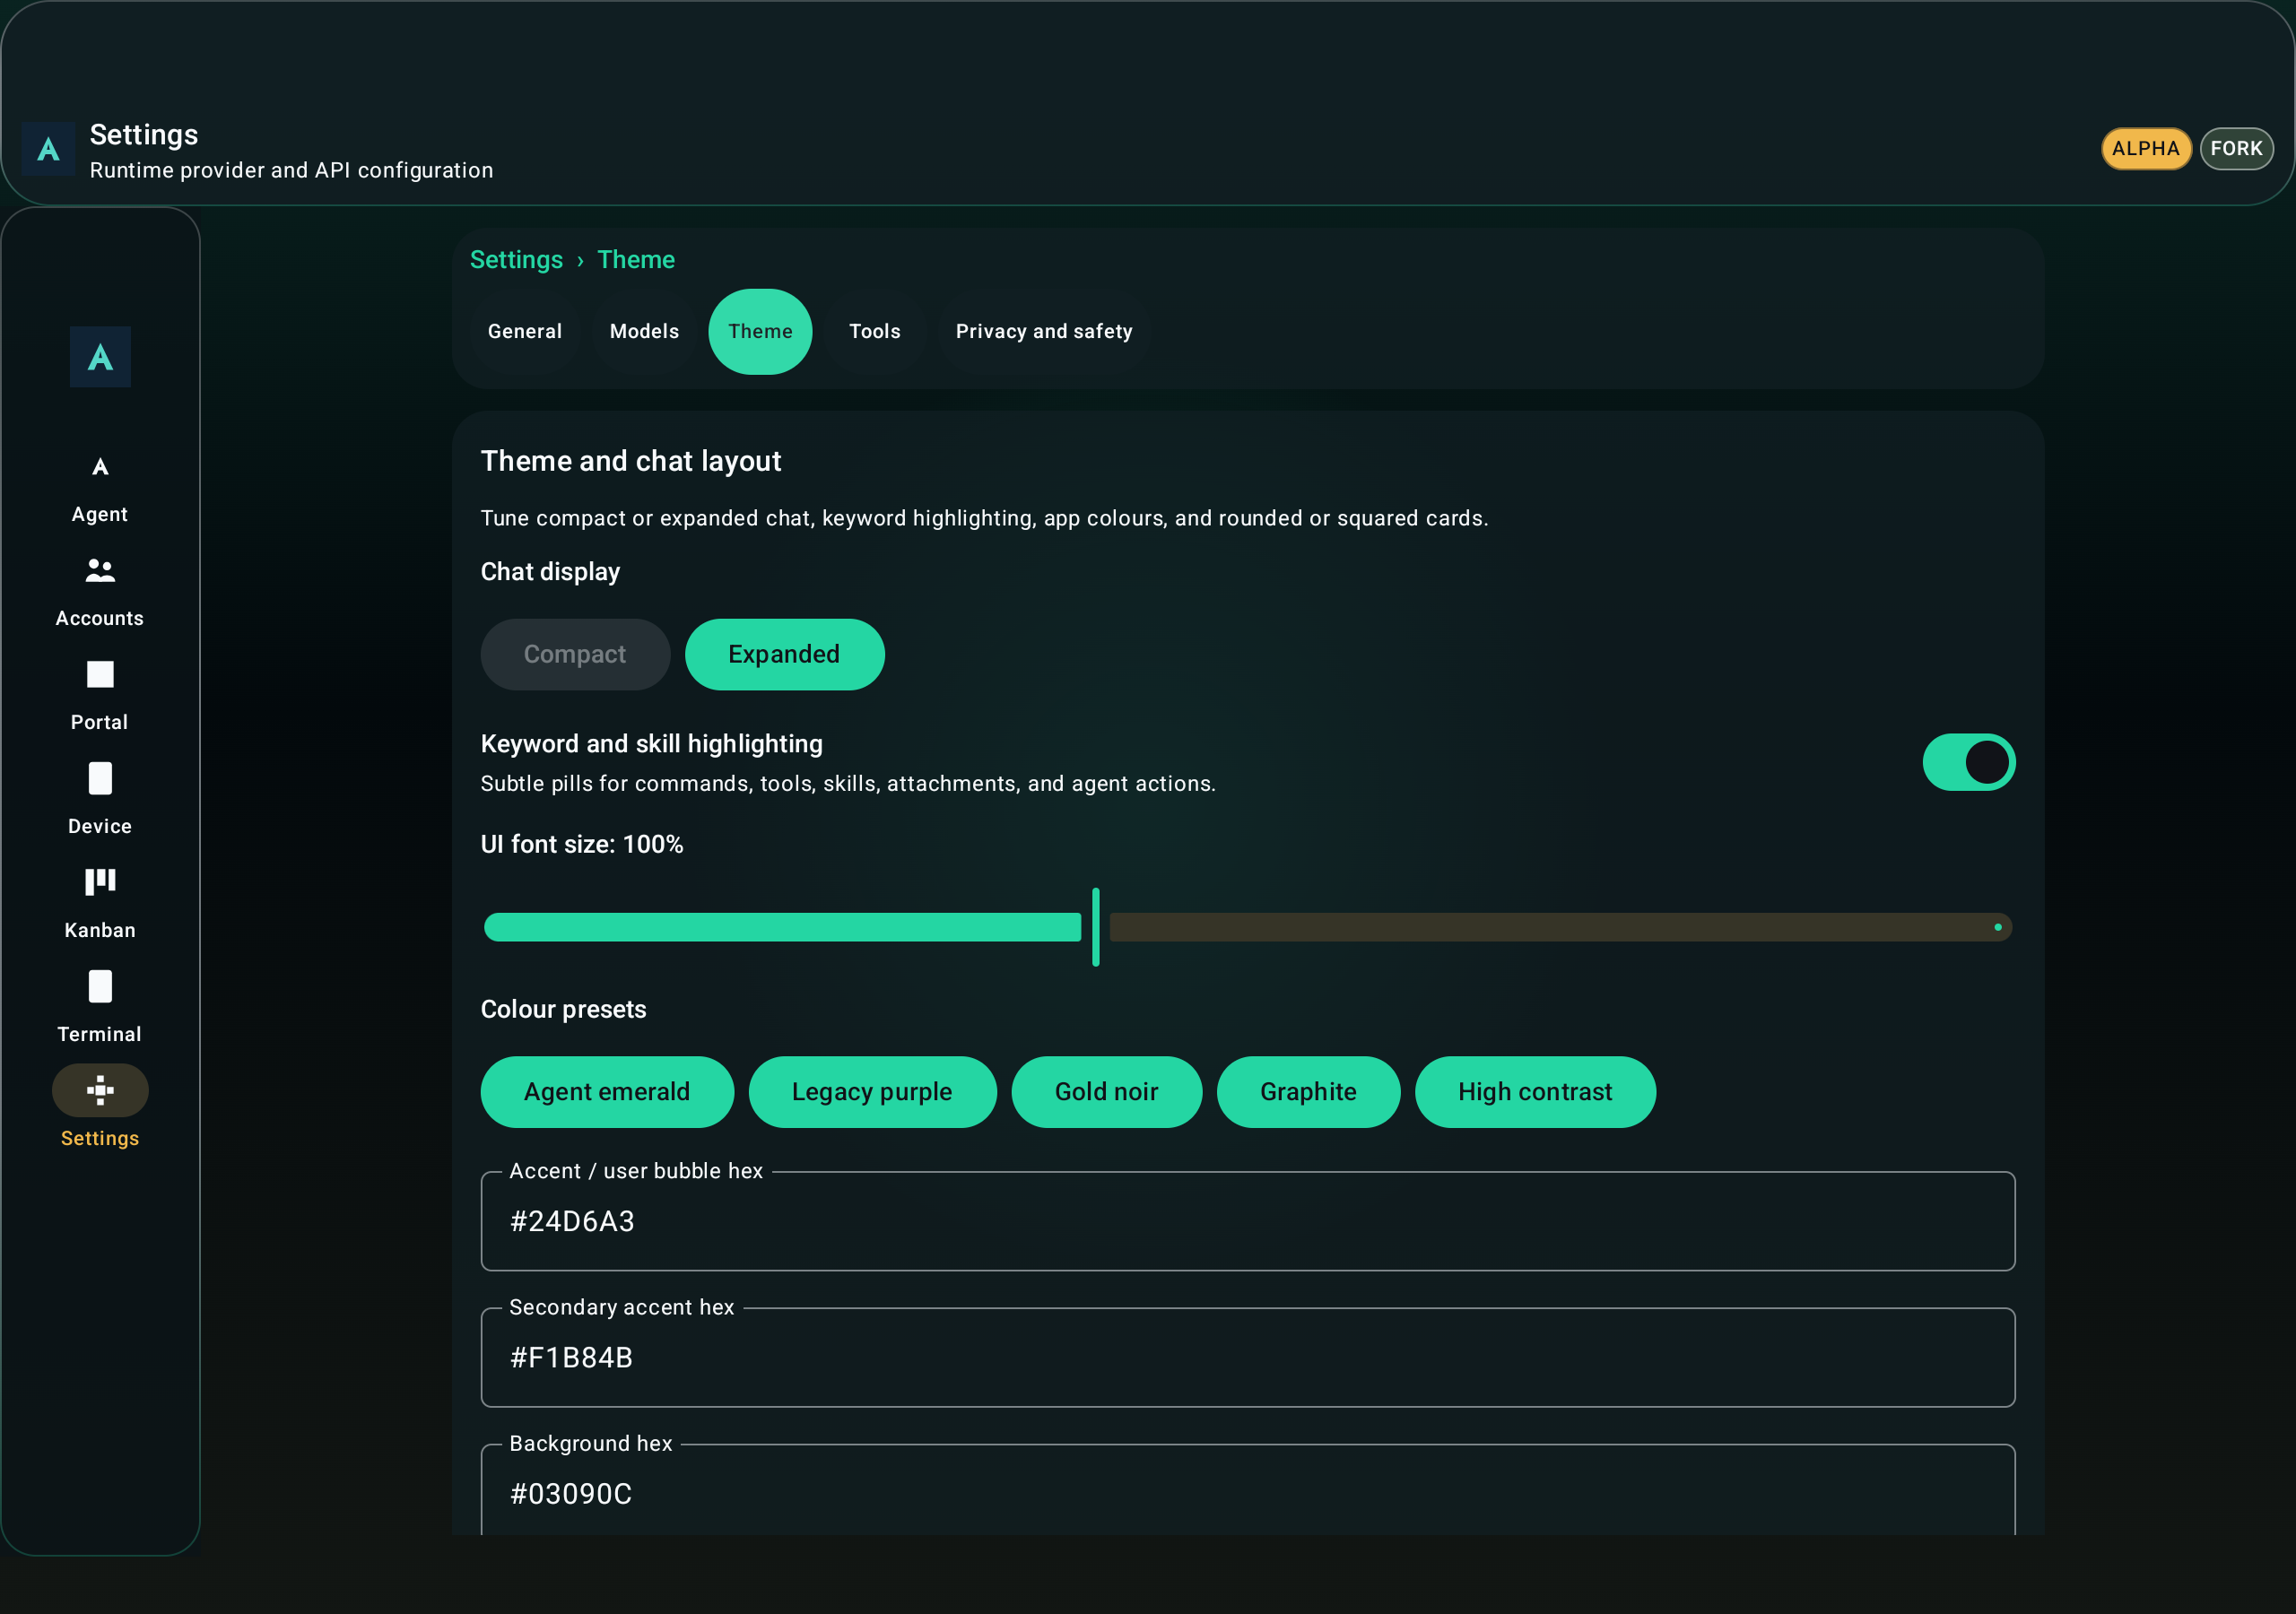 Settings
Runtime provider and API configuration
ALPHA
FORK
Agent
Accounts
Portal
Device
Kanban
Terminal
Settings
Settings › Theme
General
Models
Theme
Tools
Privacy and safety
Theme and chat layout
Tune compact or expanded chat, keyword highlighting, app colours, and rounded or squared cards.
Chat display
Compact
Expanded
Keyword and skill highlighting
Subtle pills for commands, tools, skills, attachments, and agent actions.
UI font size: 100%
Colour presets
Agent emerald
Legacy purple
Gold noir
Graphite
High contrast
Accent / user bubble hex
#24D6A3
Secondary accent hex
#F1B84B
Background hex
#03090C